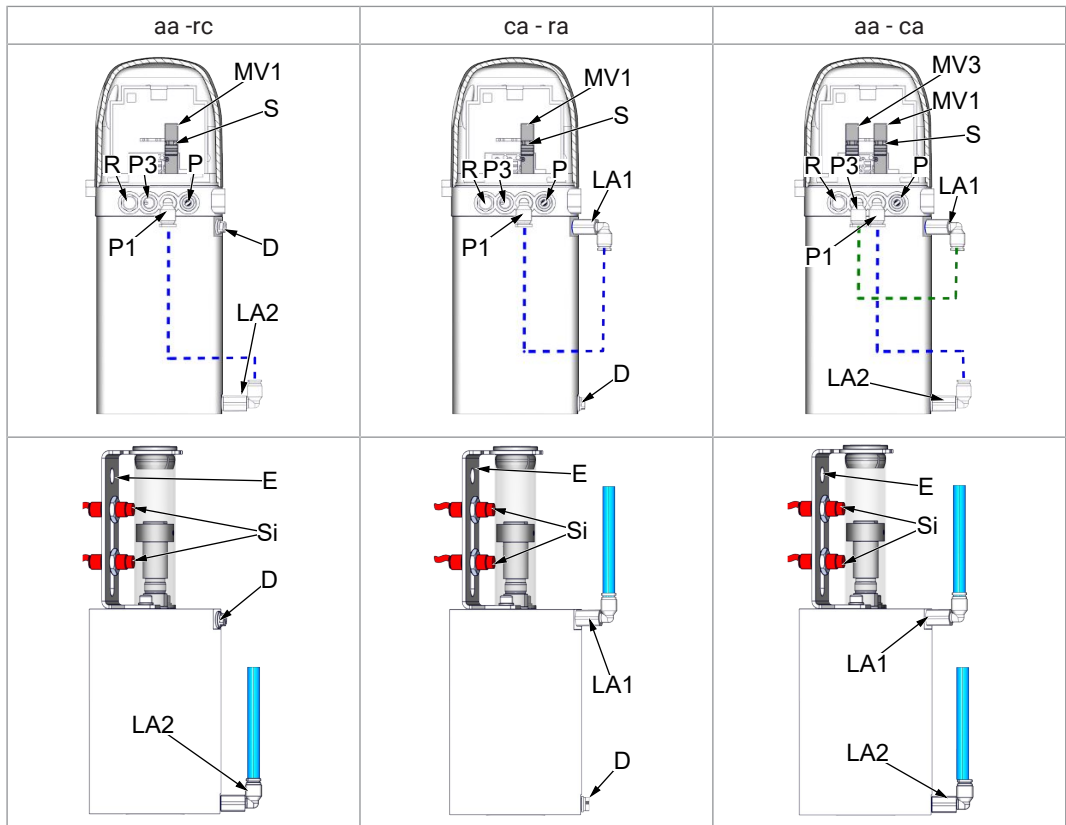 aa -rc
ca - ra
aa - ca
MV1
S
R P3 P
P1
D
LA2
MV1
S
R P3 P
LA1
P1
D
MV3
MV1
S
R P3 P
LA1
P1
LA2
E
Si
D
LA2
E
Si
LA1
D
E
Si
LA1
LA2